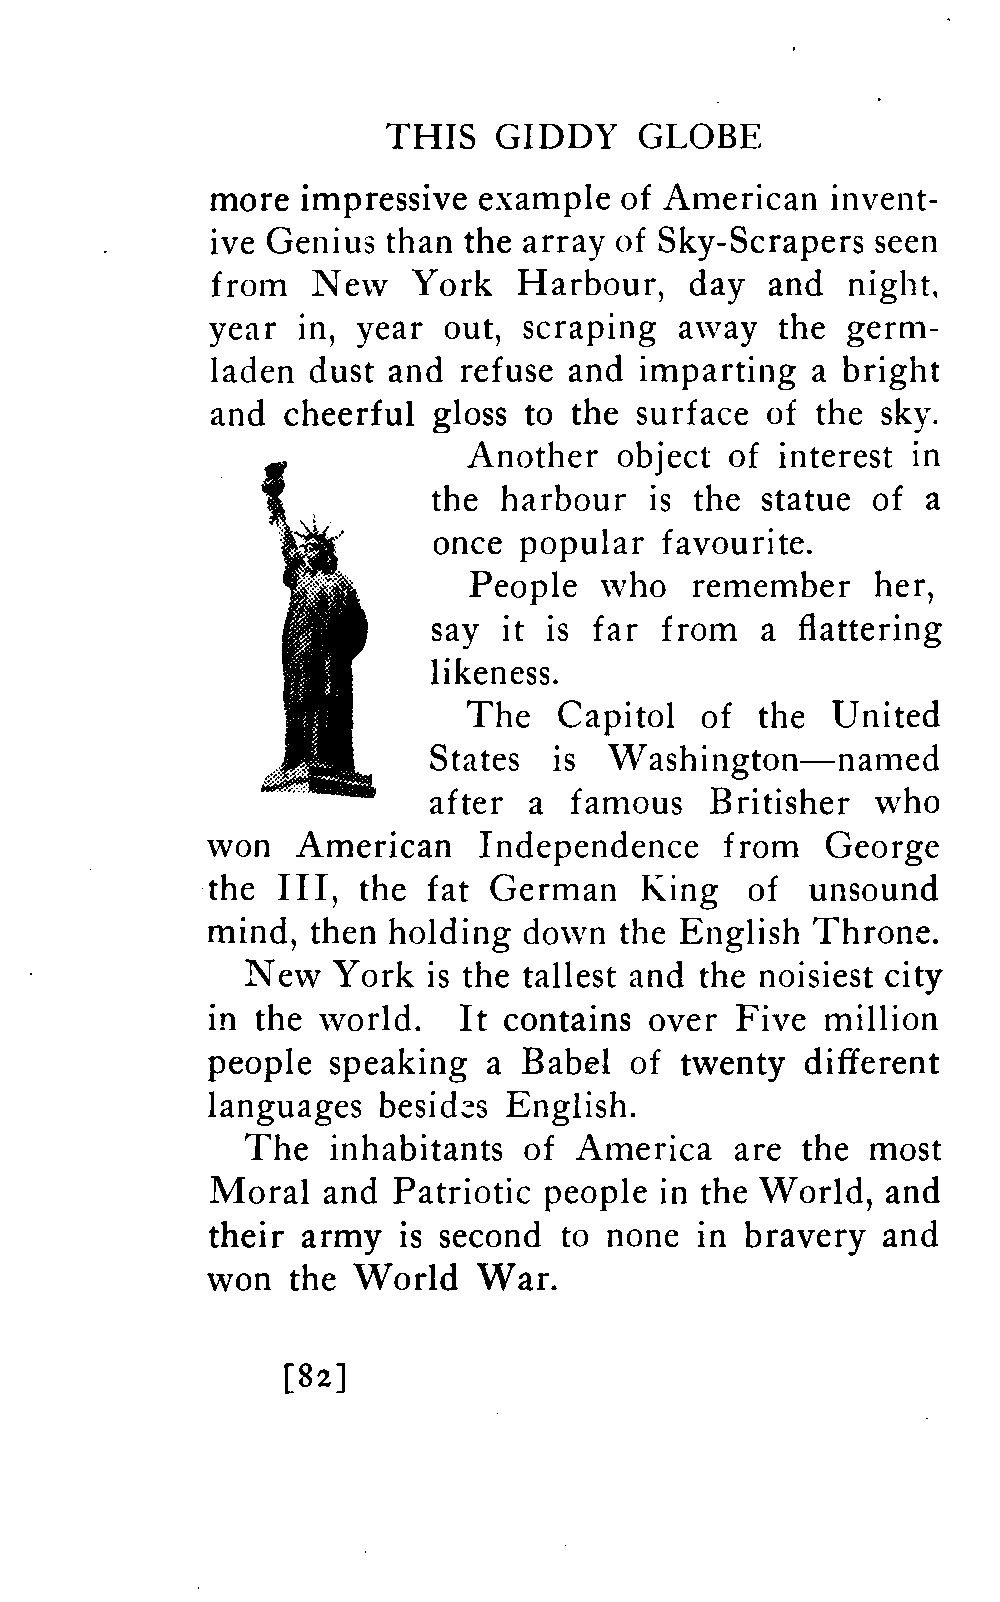 THIS GIDDY GLOBE
more impressive example of American invent-
ive Genius than the array of Sky-Scrapers seen
from New York Harbour, day and night,
year in, year out, scraping away the germ-
laden dust and refuse and imparting a bright
and cheerful gloss to the surface of the sky.
Another object of interest in
the harbour is the statue of a
once popular favourite.
People who remember her,
say it is far from a flattering
likeness.
The Capitol of the United
States is Washington—named
after a famous Britisher who
won American Independence from George
the III, the fat German King of unsound
mind, then holding down the English Throne.
New York is the tallest and the noisiest city
in the world. It contains over Five million
people speaking a Babel of twenty different
languages besides English.
The inhabitants of America are the most
Moral and Patriotic people in the World, and
their army is second to none in bravery and
won the World War.
[82]